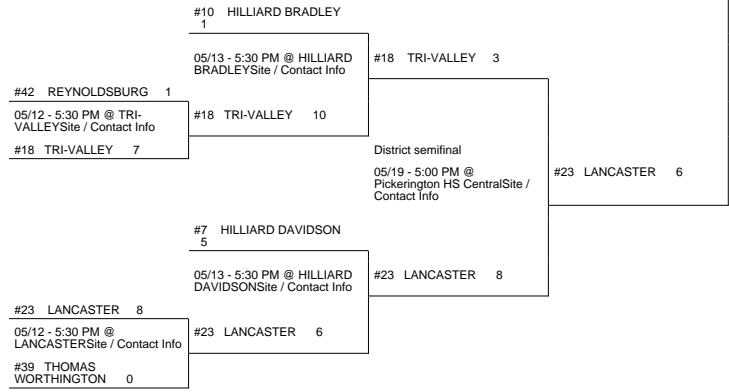 #10 HILLIARD BRADLEY
1
05/13 - 5:30 PM @ HILLIARD
BRADLEYSite / Contact Info
#18 TRI-VALLEY 3
#42 REYNOLDSBURG 1
05/12 - 5:30 PM @ TRI-
VALLEYSite / Contact Info
#18 TRI-VALLEY 10
#18 TRI-VALLEY 7
District semifinal
05/19 - 5:00 PM @
Pickerington HS CentralSite /
Contact Info
#23 LANCASTER 6
#7 HILLIARD DAVIDSON
5
05/13 - 5:30 PM @ HILLIARD
DAVIDSONSite / Contact Info
#23 LANCASTER 8
#23 LANCASTER 8
05/12 - 5:30 PM @
LANCASTERSite / Contact Info
#23 LANCASTER 6
#39 THOMAS
WORTHINGTON 0